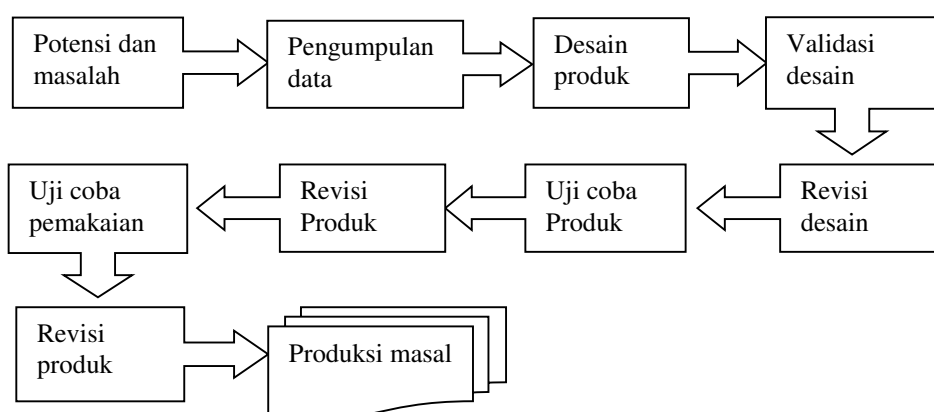 Potensi dan
masalah
Pengumpulan
data
Desain
produk
Validasi
desain
Revisi
desain
Uji coba
Produk
Revisi
Produk
Uji coba
pemakaian
Revisi
produk
Produksi masal